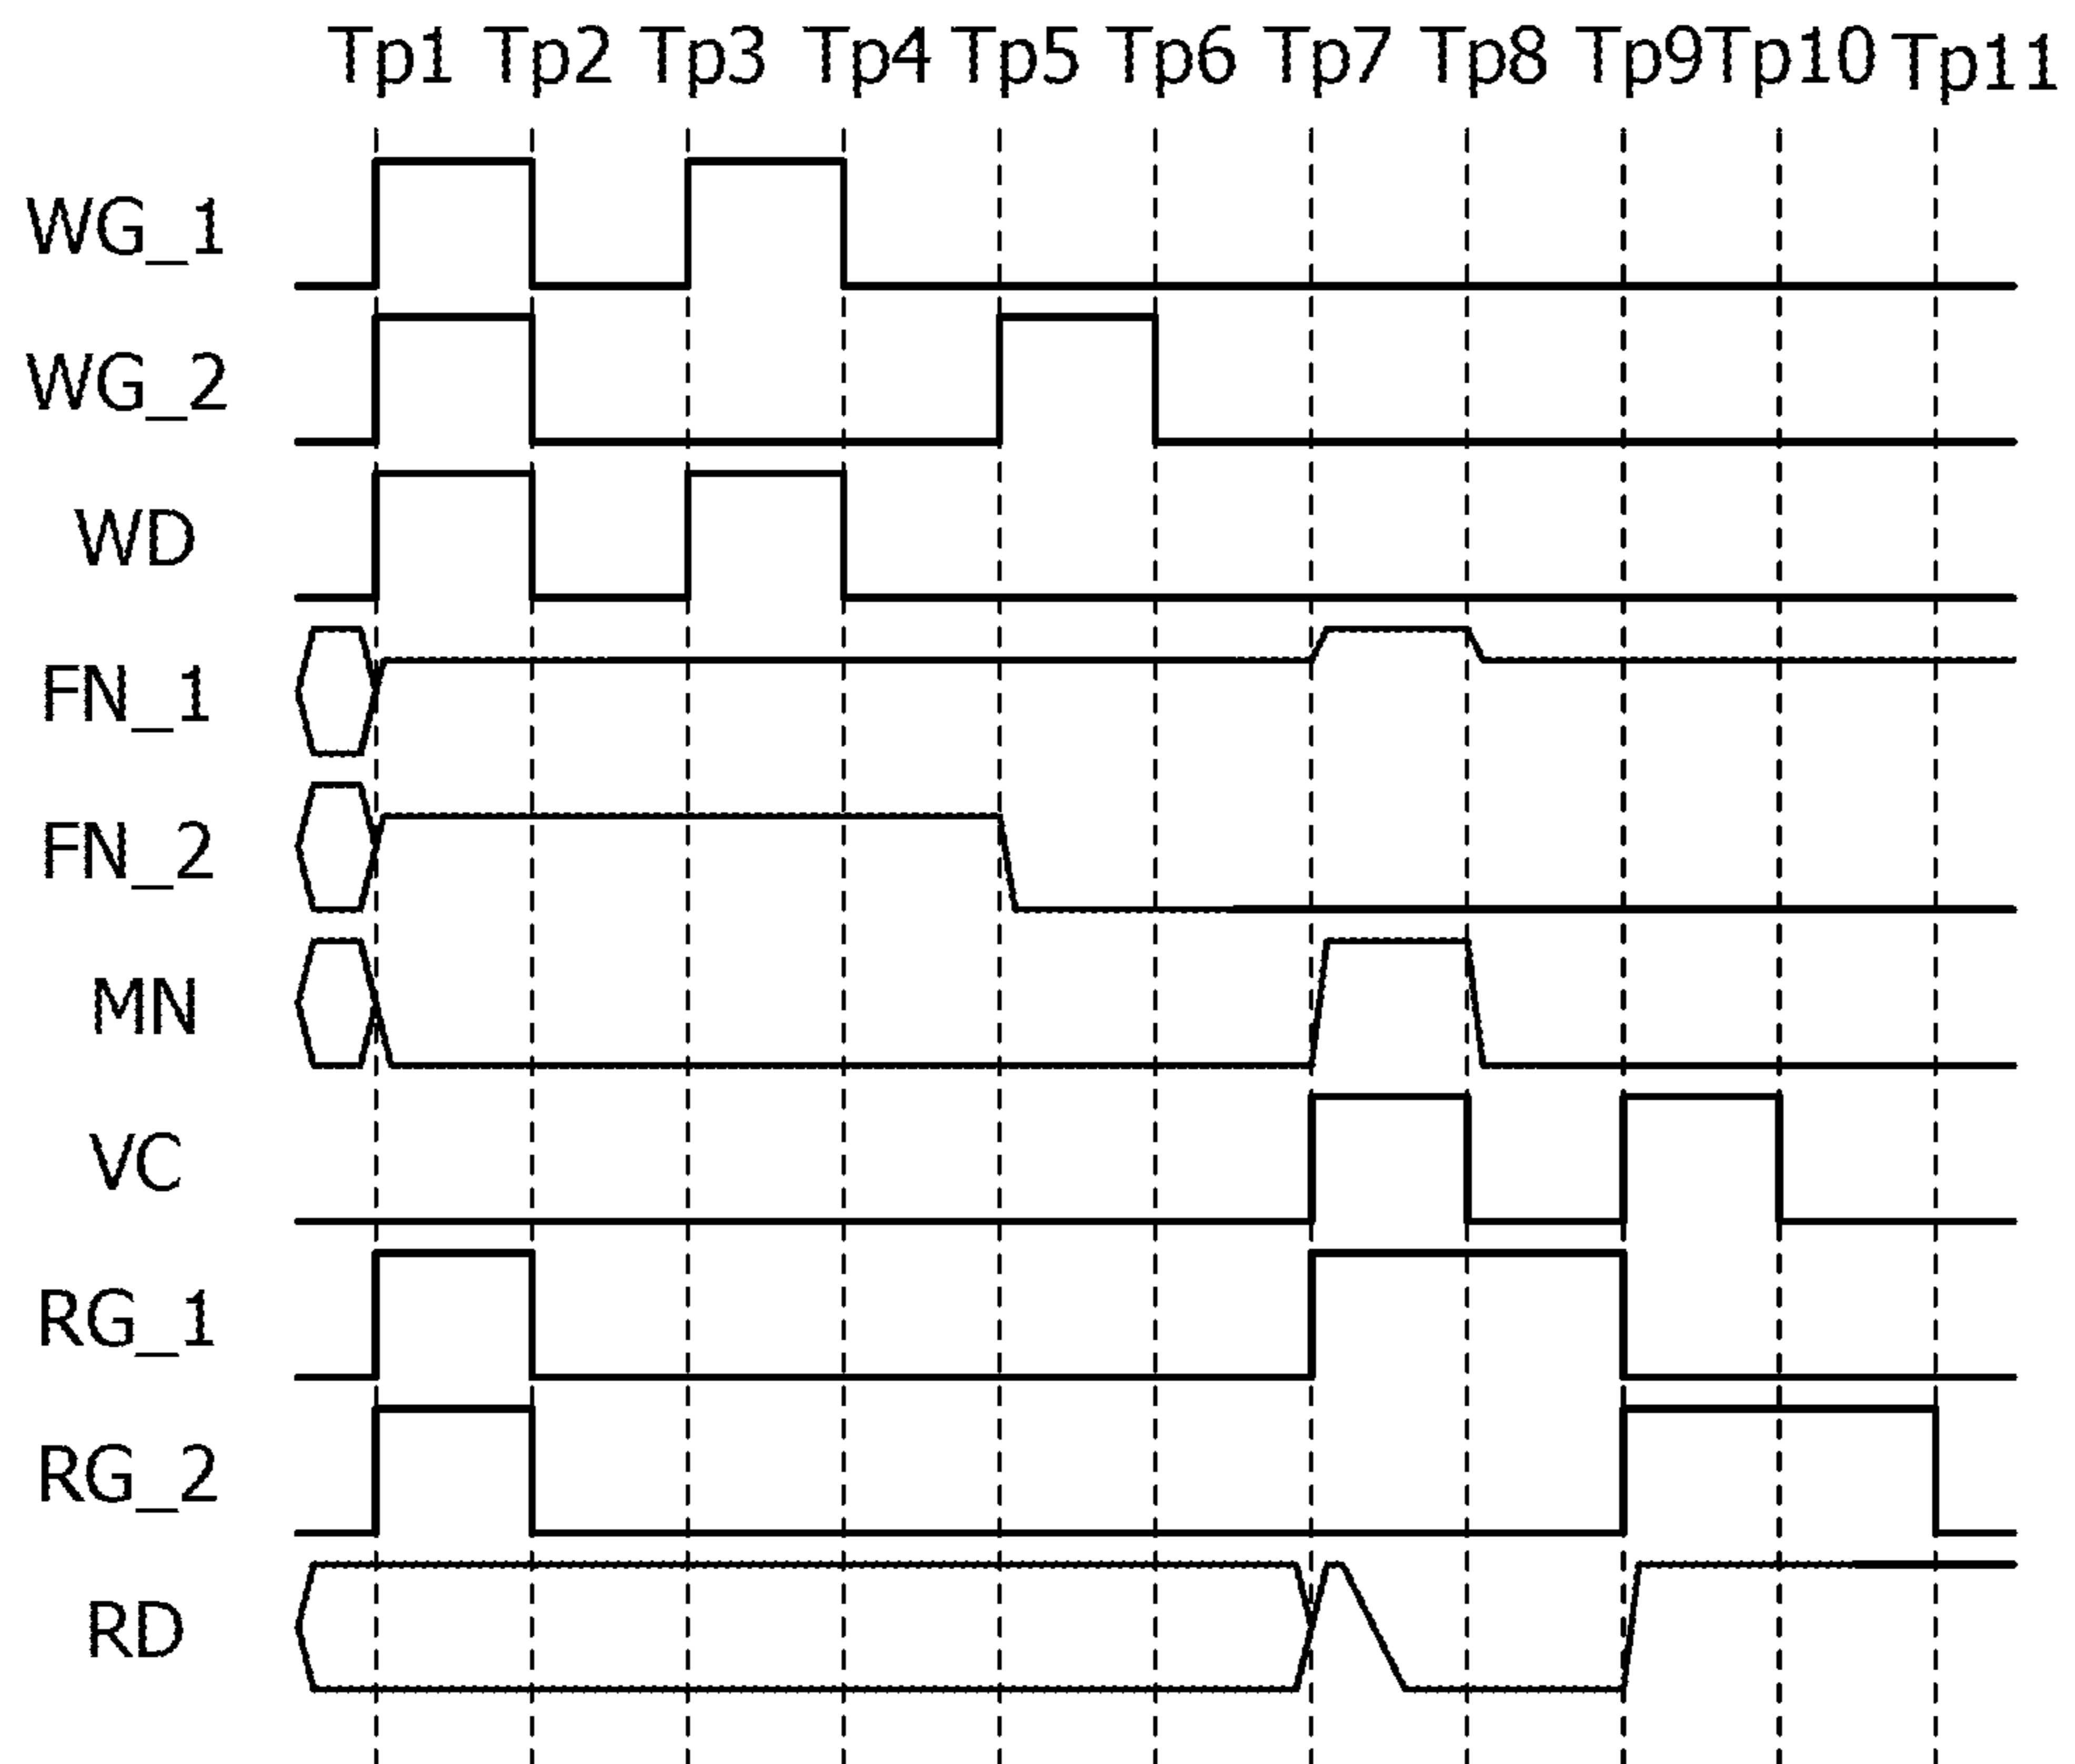 Tp1 Tp2 Tp3 Tp4 Tp5 Tp6 Tp7 Tp8 Tp9 Tp10 Tp11
WG_1
WG_2
WD
FN_1
FN_2
MN
VC
RG_1
RG_2
RD